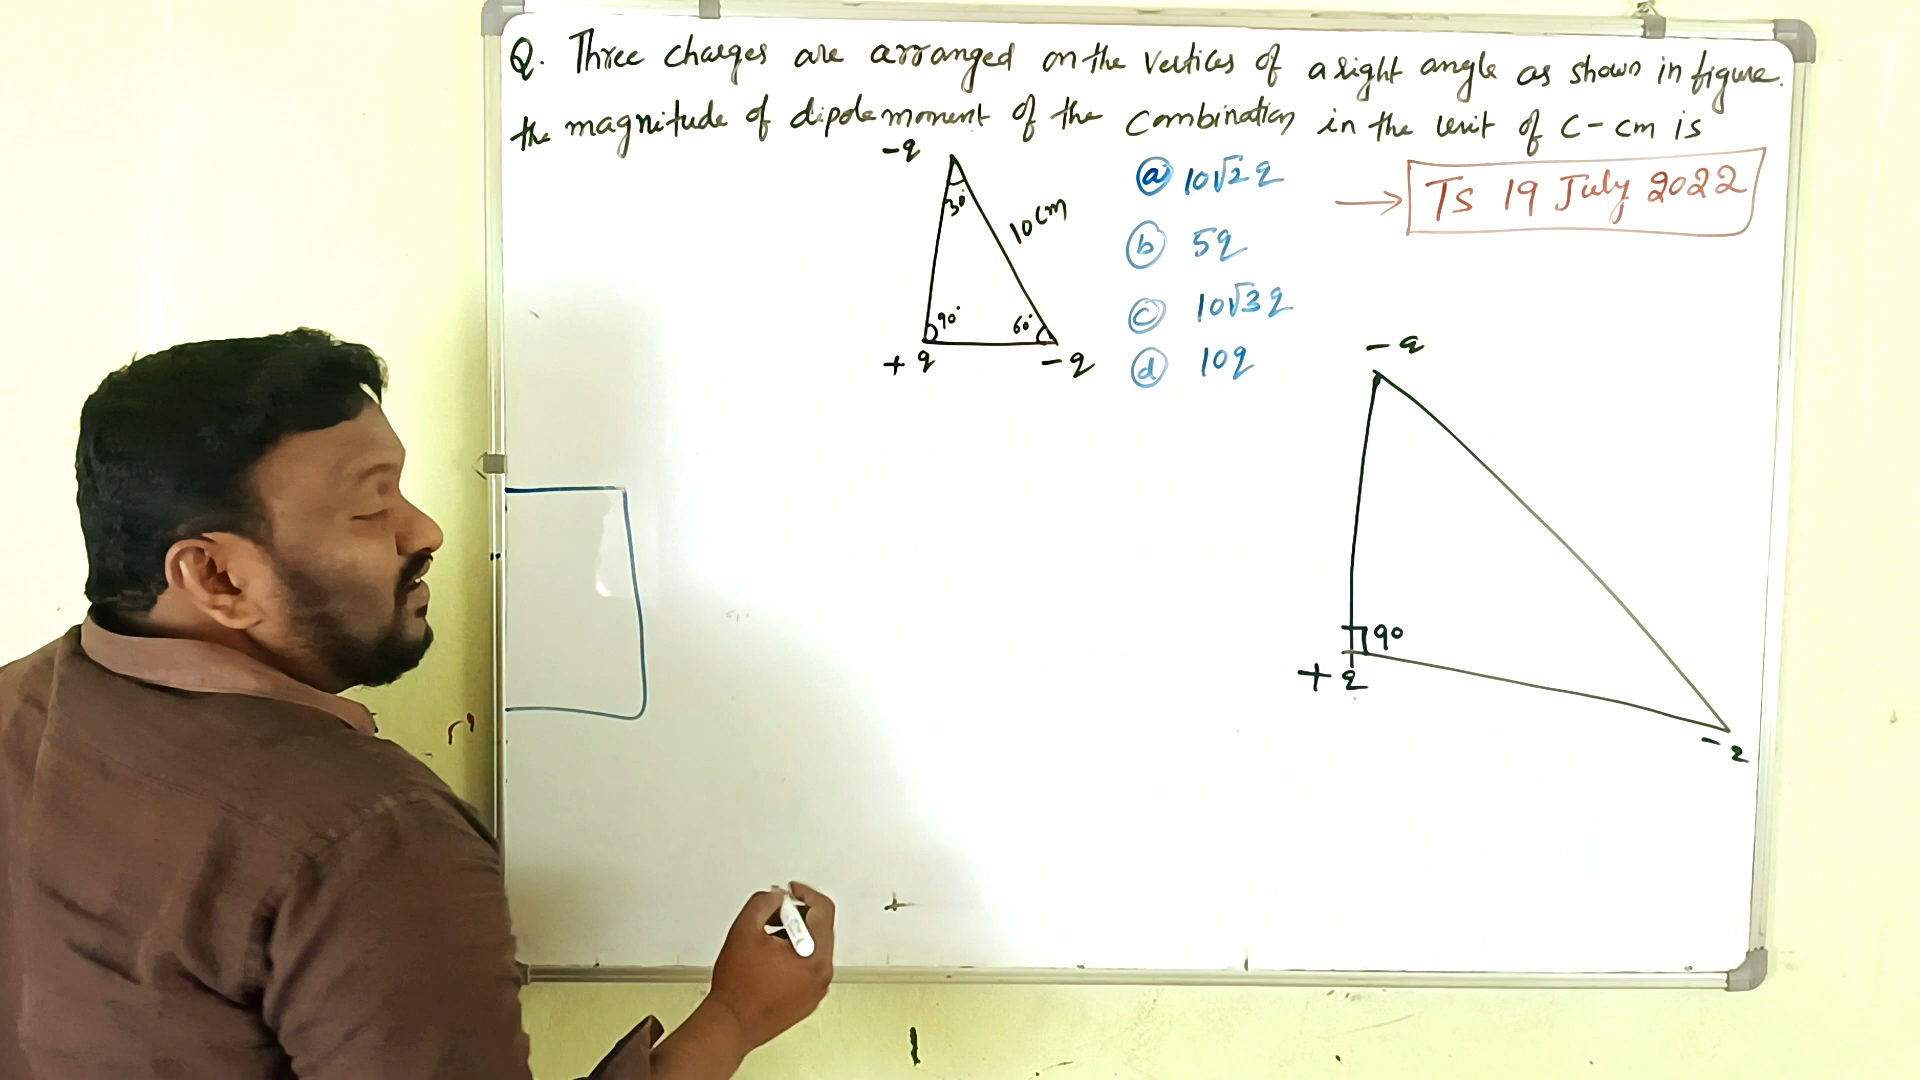 Q. Three charges are arranged on the vertices of a right angle as shown in figure.
the magnitude of dipole moment of the combination in the unit of C-cm is
-q
30°
10cm
90°
60°
+q
-q
ⓐ 10√2 q
ⓑ 5q
ⓒ 10√3 q
ⓓ 10q
→ TS 19 July 2022
-q
90
+q
-q
+